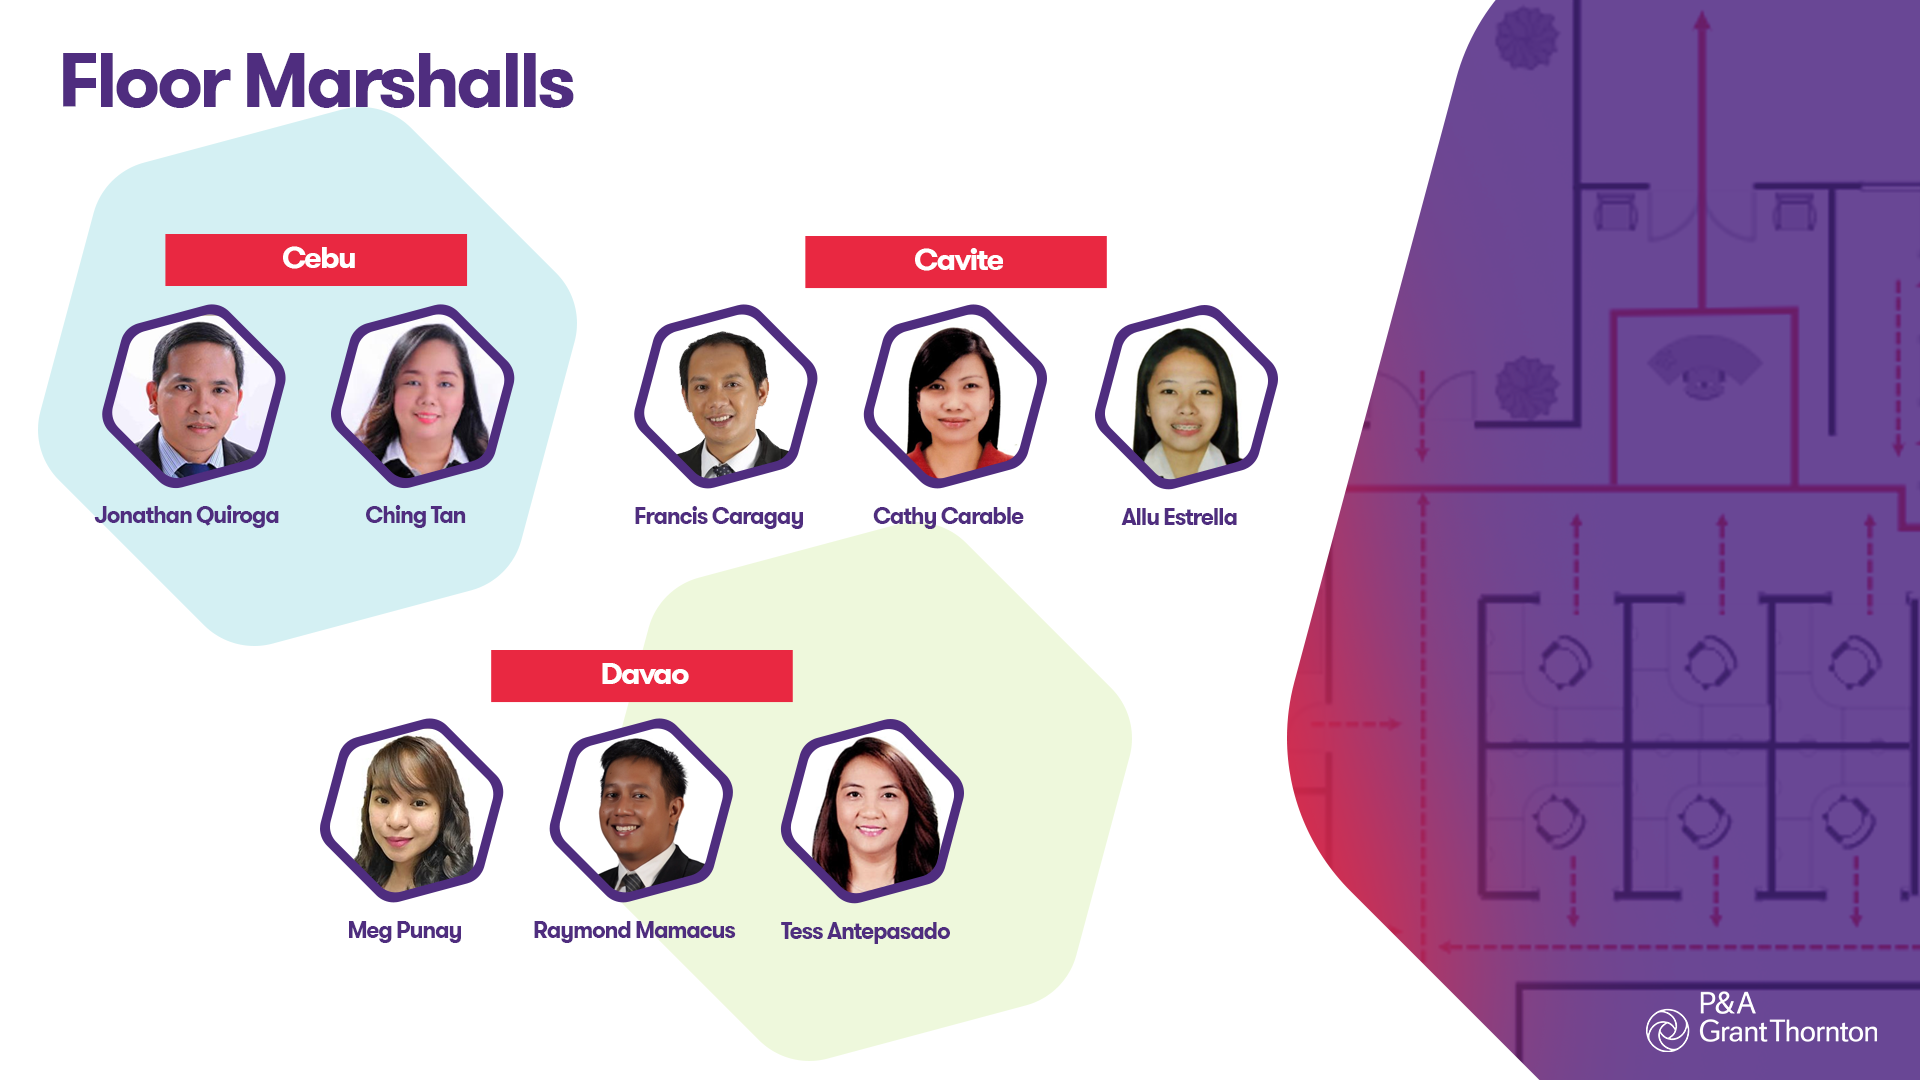 Floor Marshalls
Cebu
Jonathan Quiroga
Ching Tan
Cavite
Francis Caragay
Cathy Carable
Allu Estrella
Davao
Meg Punay
Raymond Mamacus
Tess Antepasado
P&A
Grant Thornton